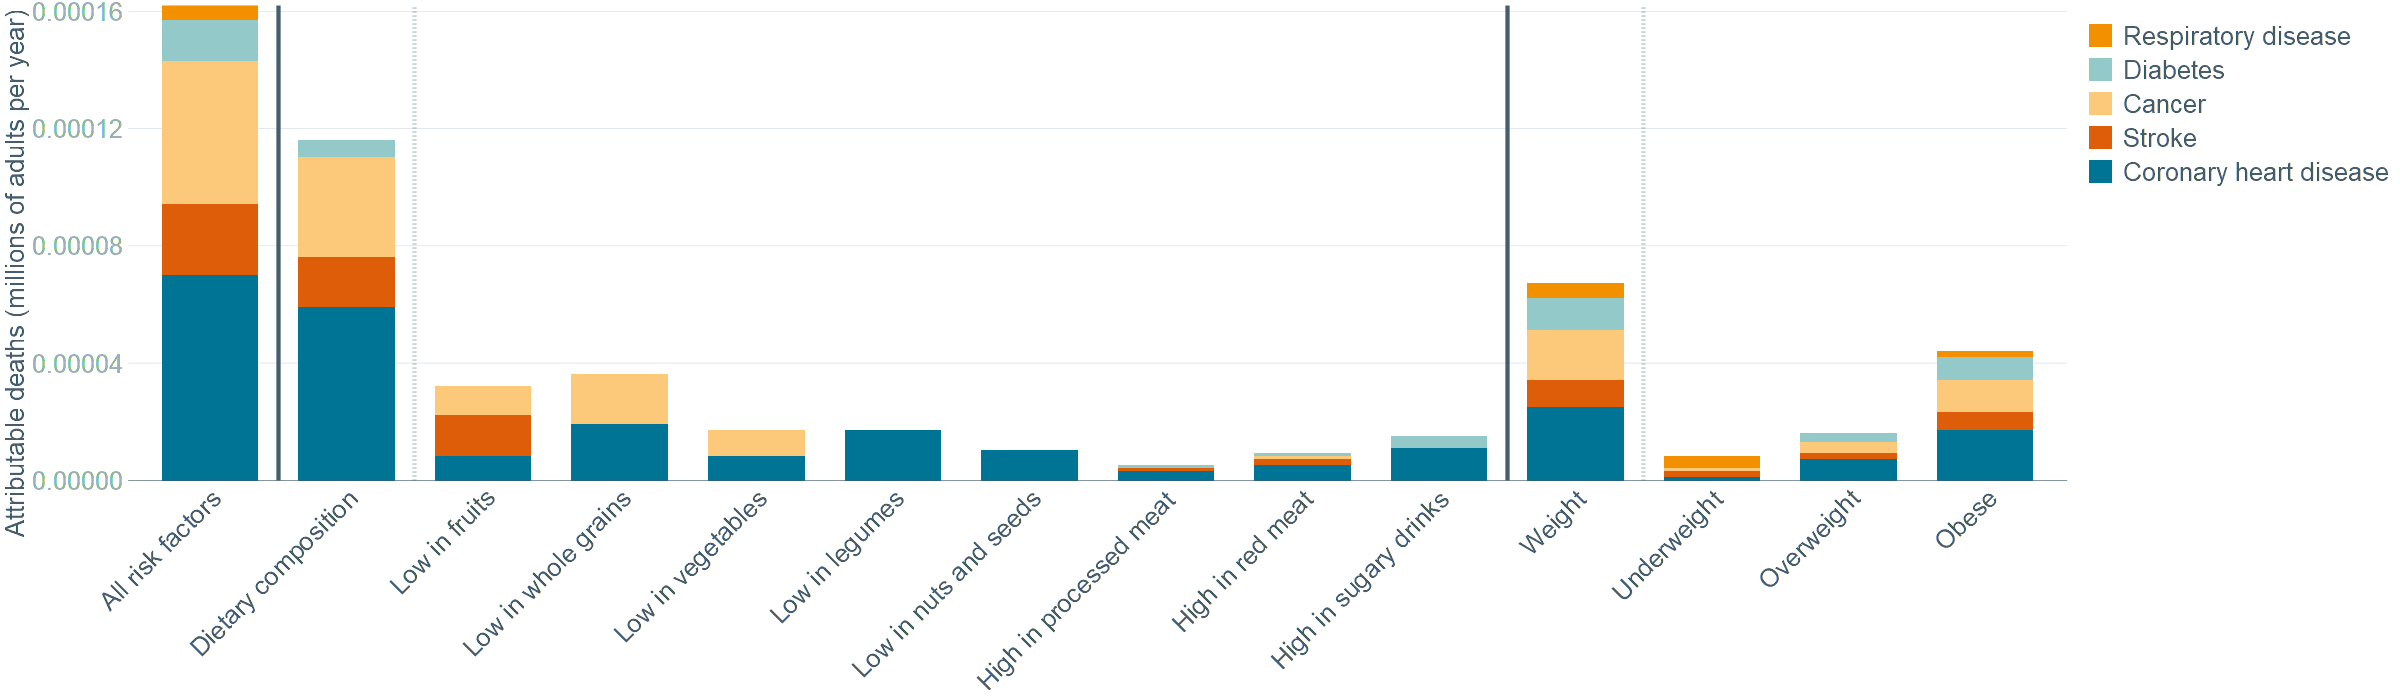 Attributable deaths (millions of adults per year)
0.00016
0.00012
0.00008
0.00004
0.00000
All risk factors
Dietary composition
Low in fruits
Low in whole grains
Low in vegetables
Low in legumes
Low in nuts and seeds
High in processed meat
High in red meat
High in sugary drinks
Weight
Underweight
Overweight
Obese
Respiratory disease
Diabetes
Cancer
Stroke
Coronary heart disease